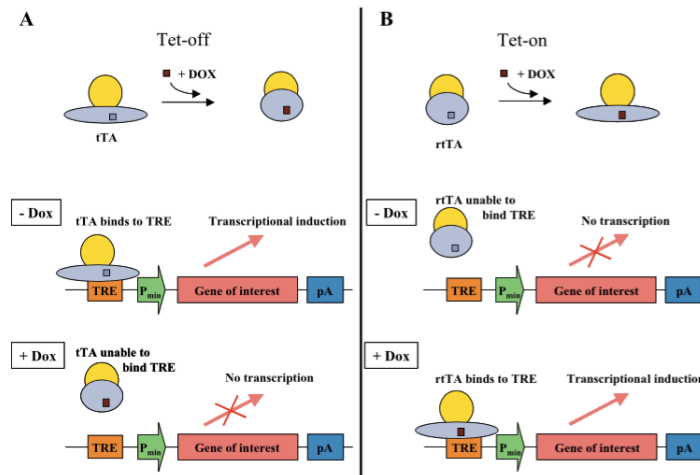 A
Tet-off
+ DOX
tTA
- Dox
tTA binds to TRE
Transcriptional induction
TRE
Pmin
Gene of interest
pA
+ Dox
tTA unable to
bind TRE
No transcription
TRE
Pmin
Gene of interest
pA
B
Tet-on
+ DOX
rtTA
- Dox
rtTA unable to
bind TRE
No transcription
TRE
Pmin
Gene of interest
pA
+ Dox
rtTA binds to TRE
Transcriptional induction
TRE
Pmin
Gene of interest
pA